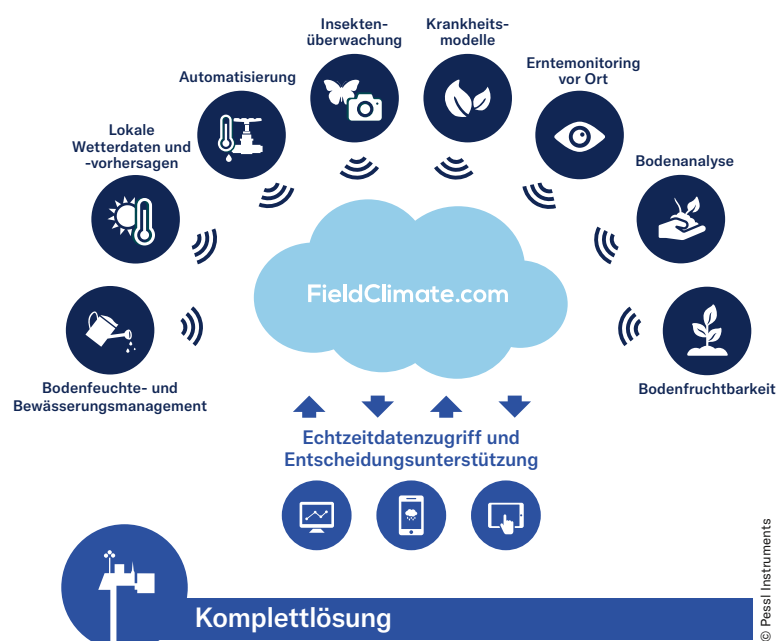 Insekten-
überwachung
Krankheits-
modelle
Automatisierung
Erntemonitoring
vor Ort
Lokale
Wetterdaten und
-vorhersagen
Bodenanalyse
FieldClimate.com
Bodenfeuchte- und
Bewässerungsmanagement
Bodenfruchtbarkeit
Echtzeitdatenzugriff und
Entscheidungsunterstützung
Komplettlösung
© Pessl Instruments